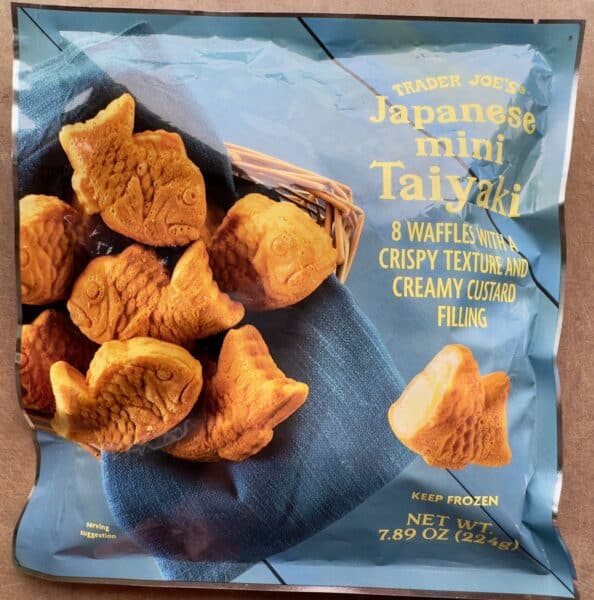 TRADER JOE'S®
Japanese
mini
Taiyaki
8 WAFFLES WITH A
CRISPY TEXTURE AND
CREAMY CUSTARD
FILLING
KEEP FROZEN
NET WT.
7.89 OZ (224g)
serving
suggestion